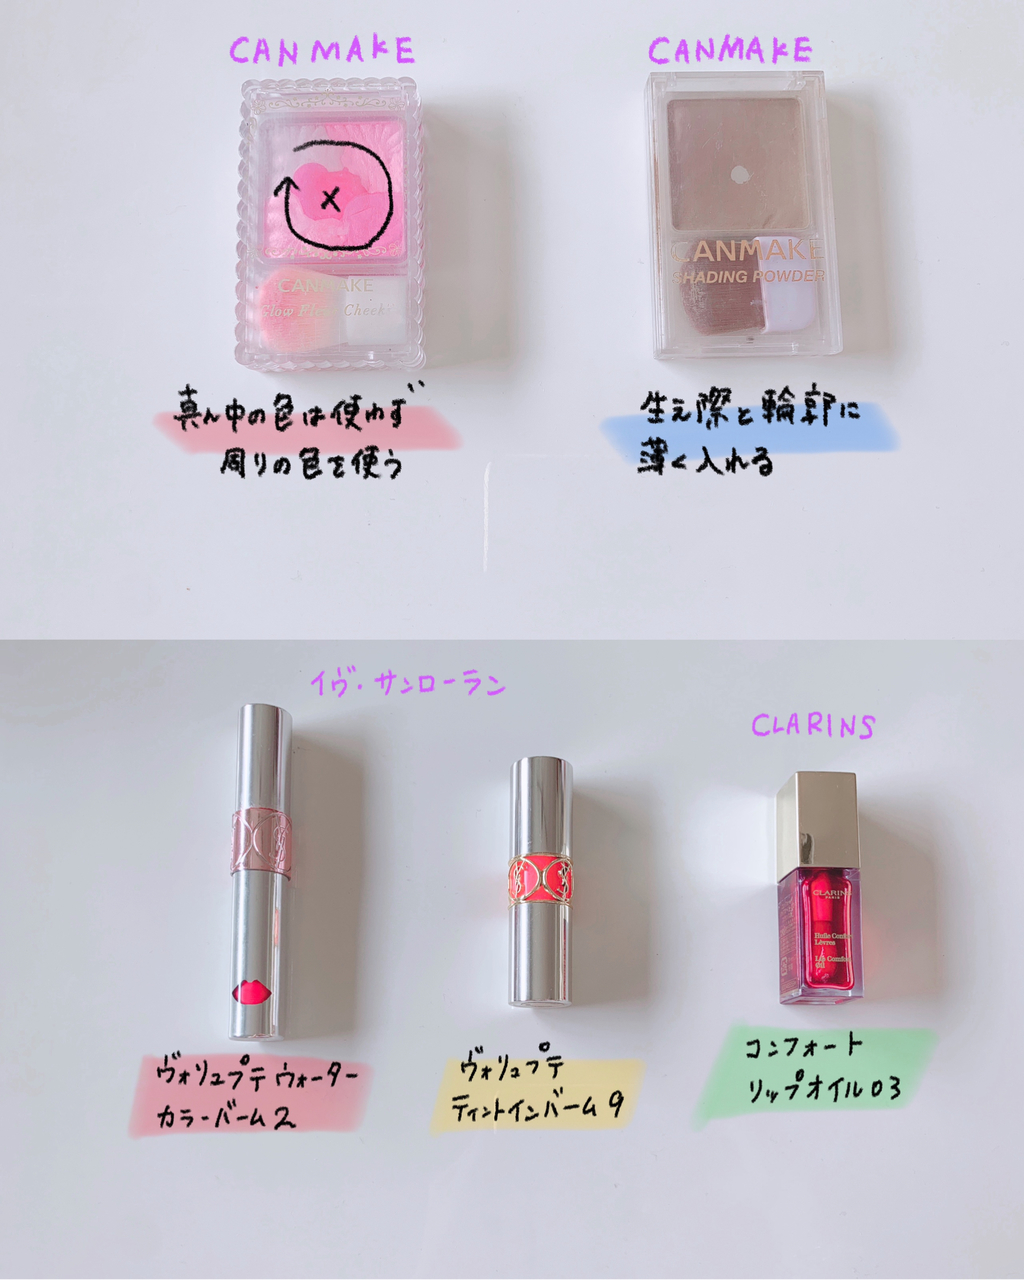 CANMAKE
CANMAKE
CANMAKE
CANMAKE
SHADING POWDER
真ん中の色は使わず
周りの色を使う
生え際と輪郭に
薄く入れる
イヴ・サンローラン
CLARINS
CLARINS
Lèvres
Oil
ヴォリュプテ ウォーター
カラーバーム2
ヴォリュプテ
ティントインバーム9
コンフォート
リップオイル03